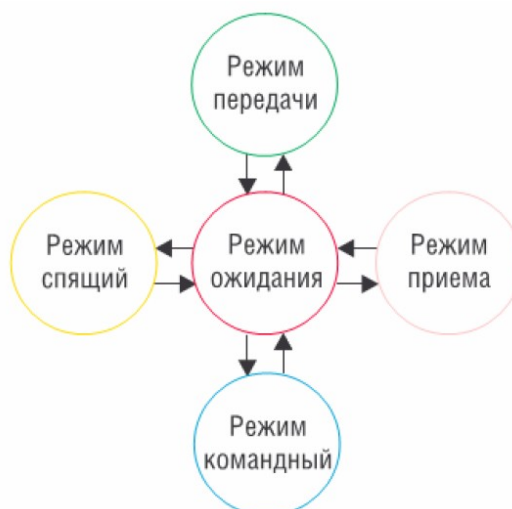 Режим
передачи
Режим
спящий
Режим
ожидания
Режим
приема
Режим
командный